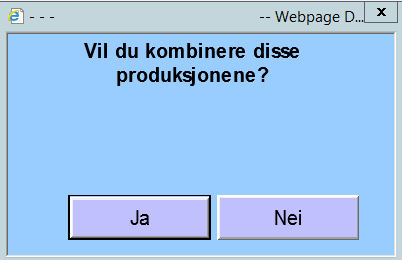 --- -- Webpage D... x
Vil du kombinere disse
produksjonene?
Ja Nei